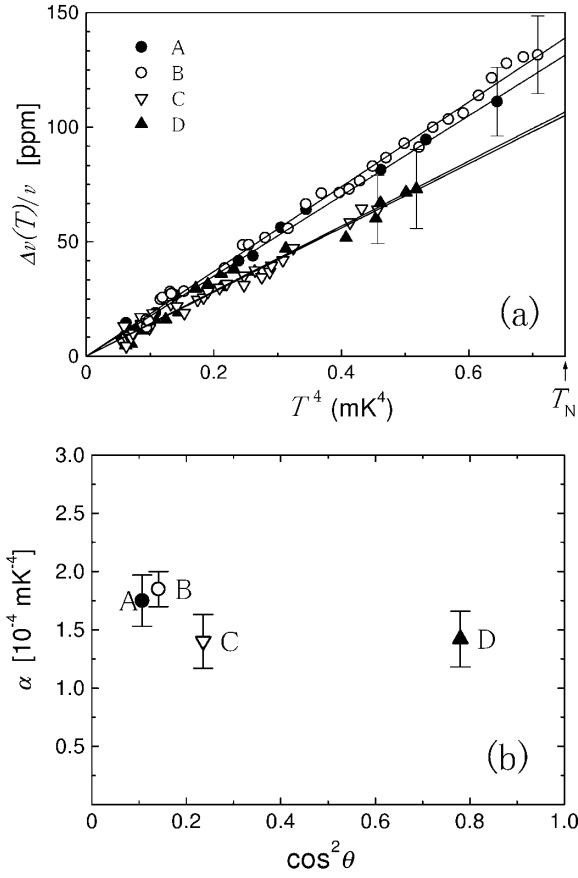 150
100
50
0
Δν(T)/ν [ppm]
A
B
C
D
(a)
0 0.2 0.4 0.6
T⁴ (mK⁴)
T_N
3.0
2.5
2.0
1.5
1.0
0.5
α [10⁻⁴ mK⁻⁴]
A
B
C
D
(b)
0 0.2 0.4 0.6 0.8 1.0
cos²θ